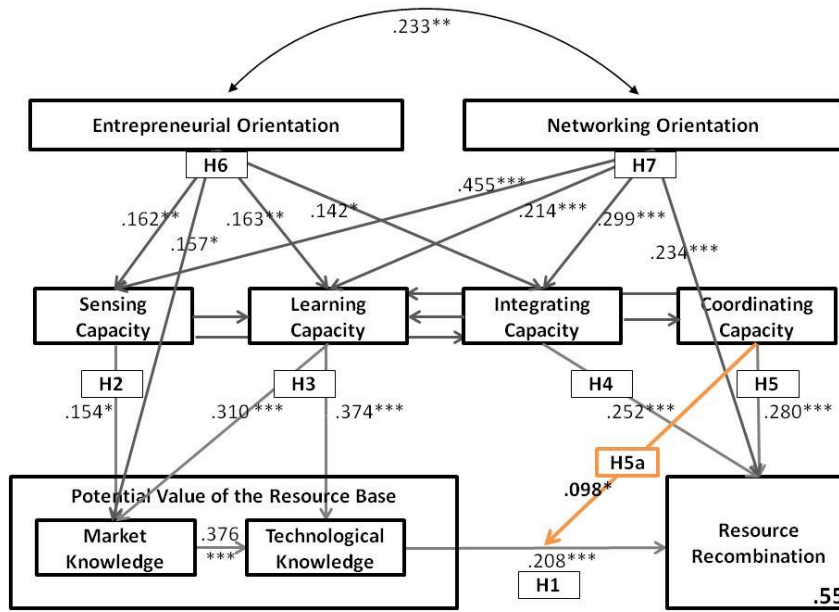 .233**
Entrepreneurial Orientation
Networking Orientation
H6
H7
.162**
.157*
.163**
.142*
.455***
.214***
.299***
.234***
Sensing
Capacity
Learning
Capacity
Integrating
Capacity
Coordinating
Capacity
H2
H3
H4
H5
.154*
.310***
.374***
.252***
.280***
H5a
.098*
Potential Value of the Resource Base
Market
Knowledge
.376
***
Technological
Knowledge
.208***
H1
Resource
Recombination
.55